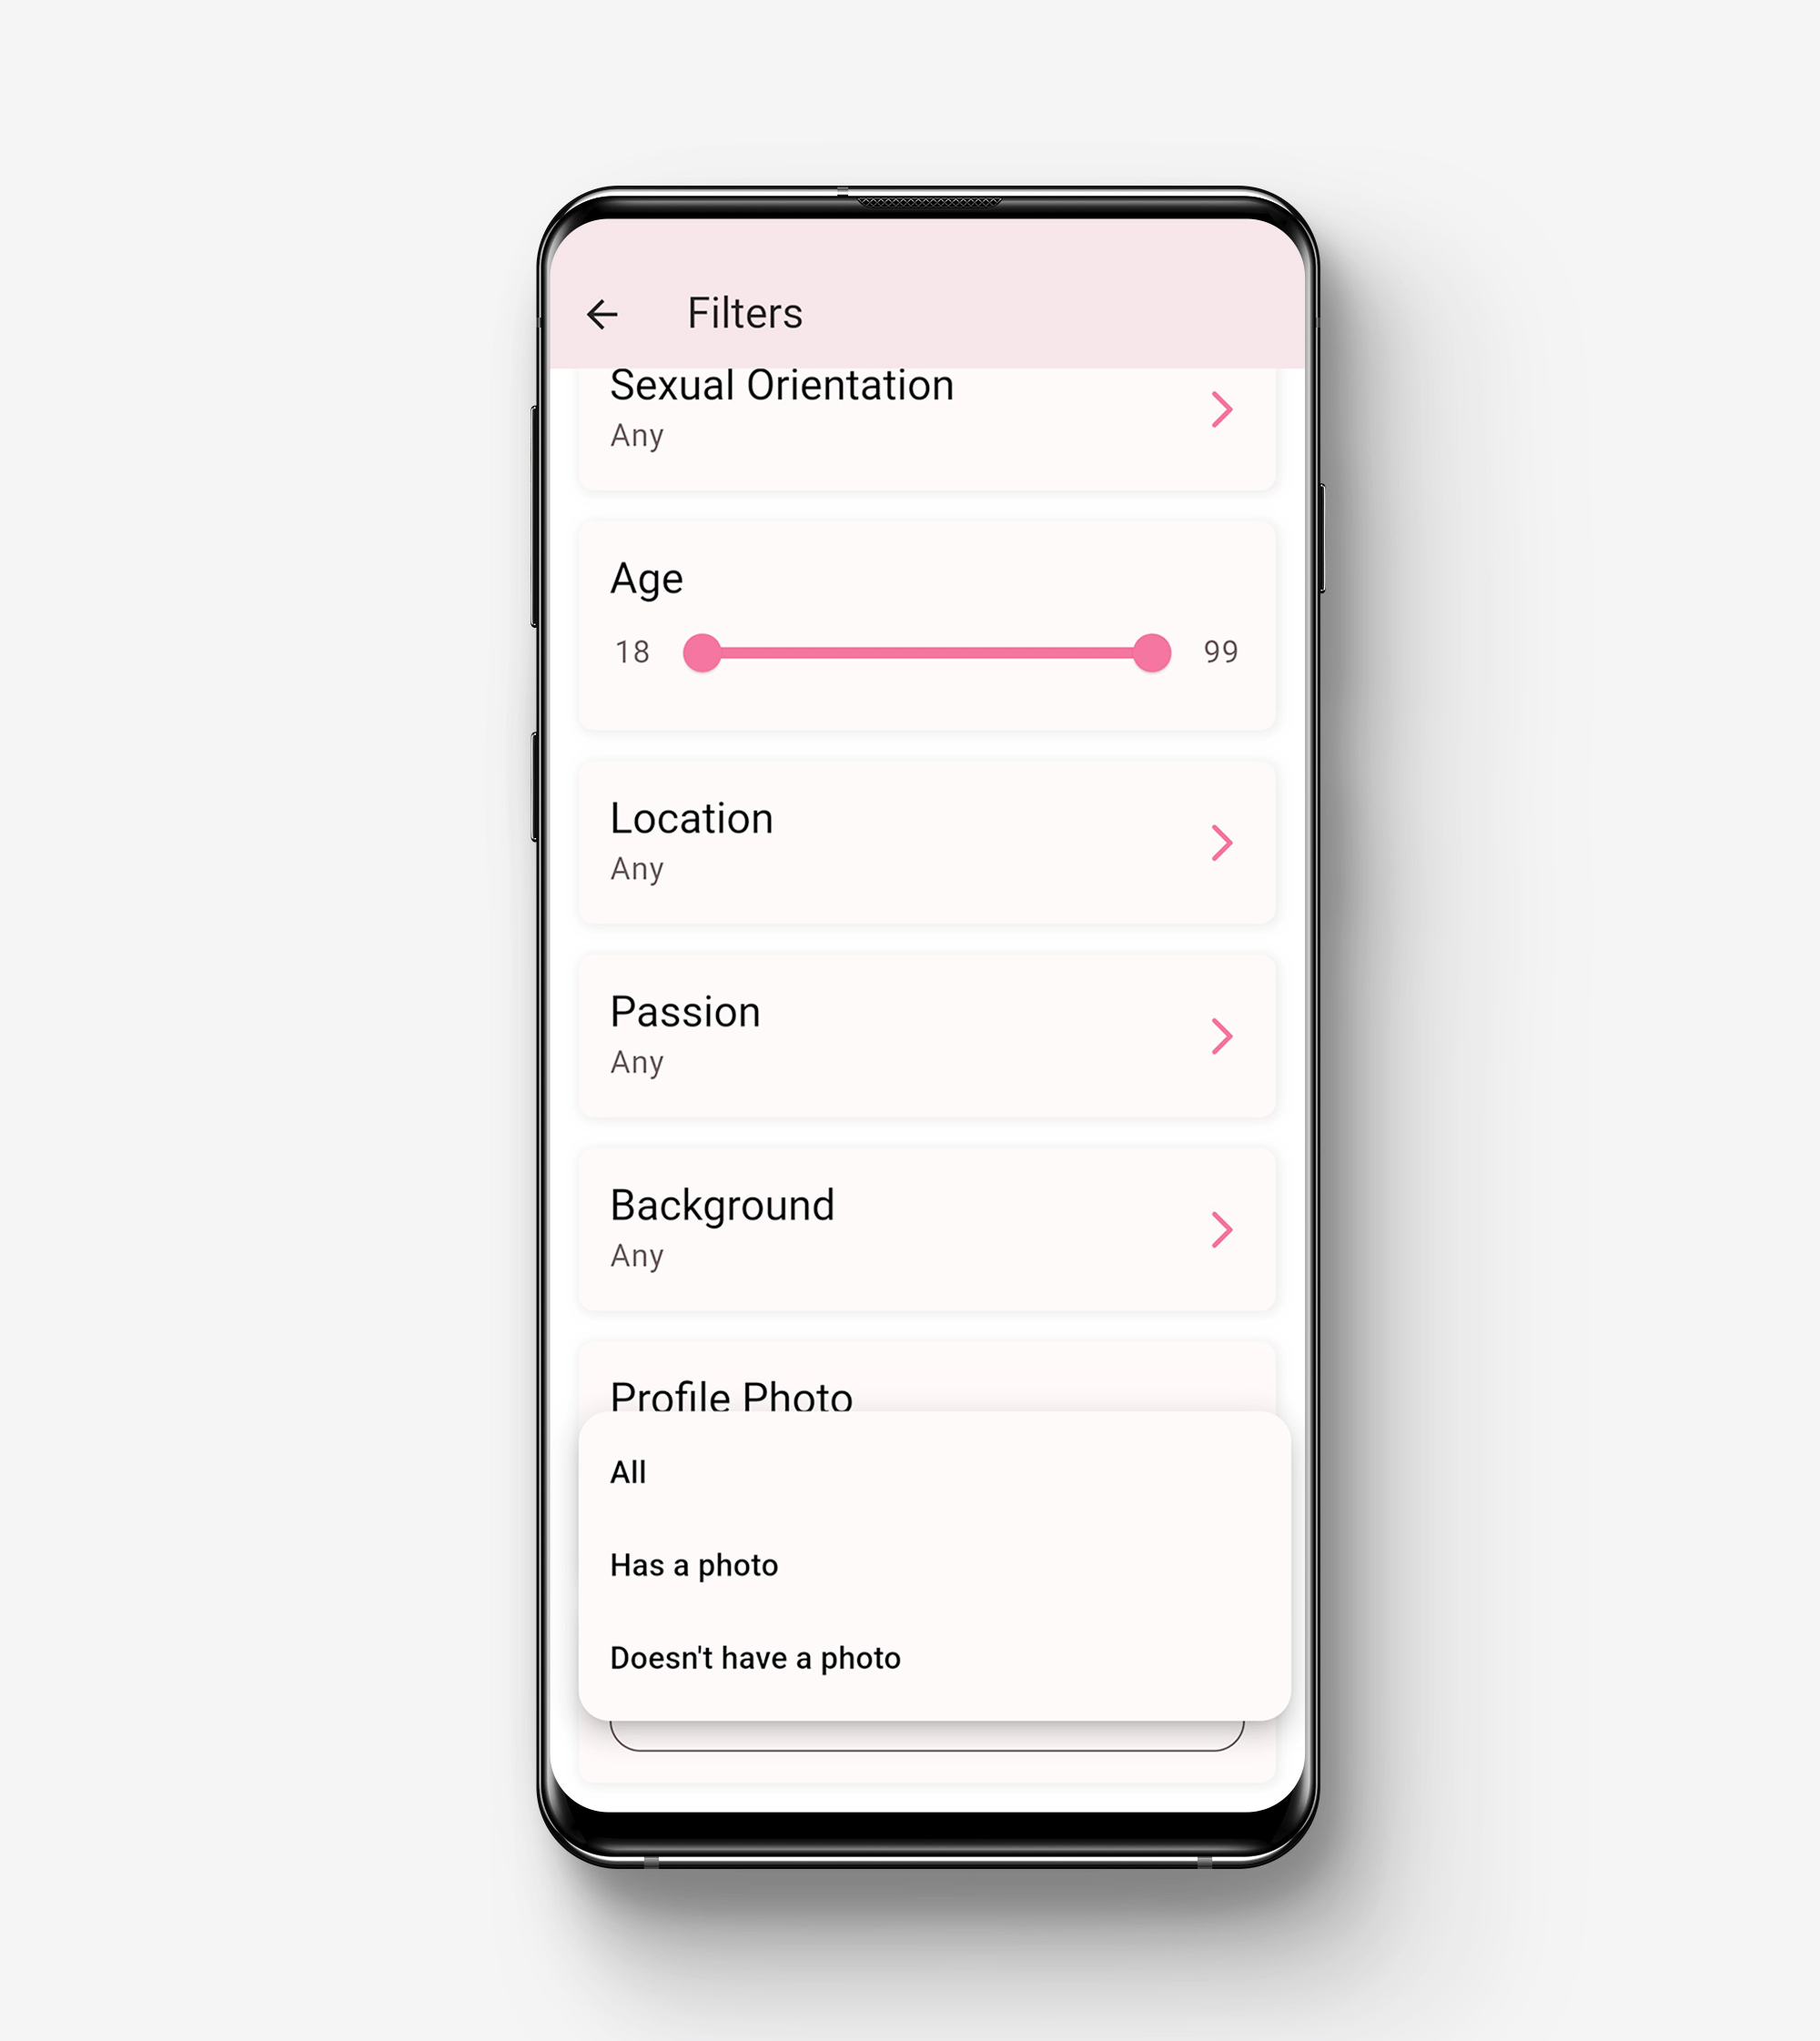 Filters
Sexual Orientation
Any
Age
18
99
Location
Any
Passion
Any
Background
Any
Profile Photo
All
Has a photo
Doesn't have a photo